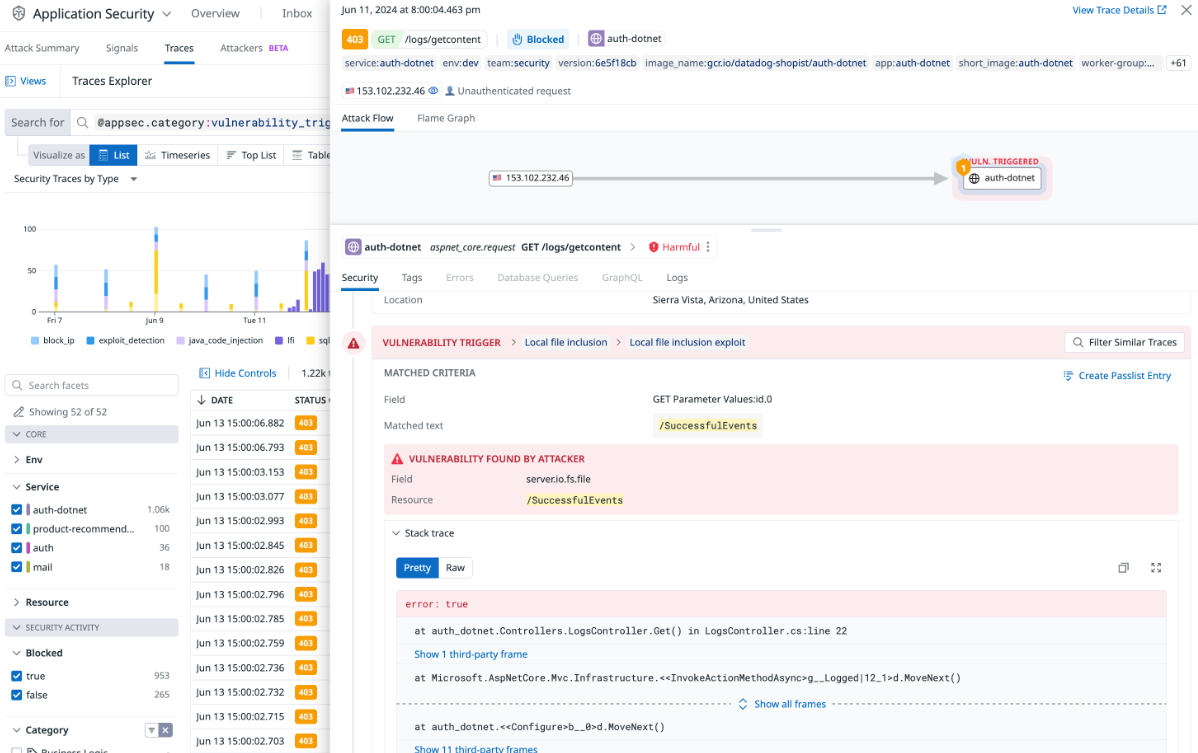 Application Security
Overview
Inbox
Attack Summary
Signals
Traces
Attackers BETA
Views
Traces Explorer
Search for
@appsec.category:vulnerability_trig
Visualize as
List
Timeseries
Top List
Table
Security Traces by Type
100
50
0
Fri 7
Jun 9
Tue 11
block_ip
exploit_detection
java_code_injection
lfi
sql
Search facets
Showing 52 of 52
CORE
Env
Service
auth-dotnet 1.06k
product-recommend... 100
auth 36
mail 18
Resource
SECURITY ACTIVITY
Blocked
true 953
false 265
Category
Business Logic
Hide Controls
1.22k t
DATE STATUS
Jun 13 15:00:06.882 403
Jun 13 15:00:06.793 403
Jun 13 15:00:03.153 403
Jun 13 15:00:03.077 403
Jun 13 15:00:02.993 403
Jun 13 15:00:02.845 403
Jun 13 15:00:02.826 403
Jun 13 15:00:02.796 403
Jun 13 15:00:02.785 403
Jun 13 15:00:02.759 403
Jun 13 15:00:02.736 403
Jun 13 15:00:02.732 403
Jun 13 15:00:02.715 403
Jun 13 15:00:02.703 403
Jun 11, 2024 at 8:00:04.463 pm
View Trace Details
403 GET /logs/getcontent Blocked auth-dotnet
service:auth-dotnet env:dev team:security version:6e5f18cb image_name:gcr.io/datadog-shopist/auth-dotnet app:auth-dotnet short_image:auth-dotnet worker-group:... +61
153.102.232.46 Unauthenticated request
Attack Flow
Flame Graph
153.102.232.46
1
VULN. TRIGGERED
auth-dotnet
auth-dotnet aspnet_core.request GET /logs/getcontent Harmful
Security
Tags
Errors
Database Queries
GraphQL
Logs
Location Sierra Vista, Arizona, United States
VULNERABILITY TRIGGER Local file inclusion Local file inclusion exploit
Filter Similar Traces
MATCHED CRITERIA
Create Passlist Entry
Field GET Parameter Values:id.0
Matched text /SuccessfulEvents
VULNERABILITY FOUND BY ATTACKER
Field server.io.fs.file
Resource /SuccessfulEvents
Stack trace
Pretty
Raw
error: true
at auth_dotnet.Controllers.LogsController.Get() in LogsController.cs:line 22
Show 1 third-party frame
at Microsoft.AspNetCore.Mvc.Infrastructure.<<InvokeActionMethodAsync>g__Logged|12_1>d.MoveNext()
Show all frames
at auth_dotnet.<<Configure>b__0>d.MoveNext()
Show 11 third-party frames